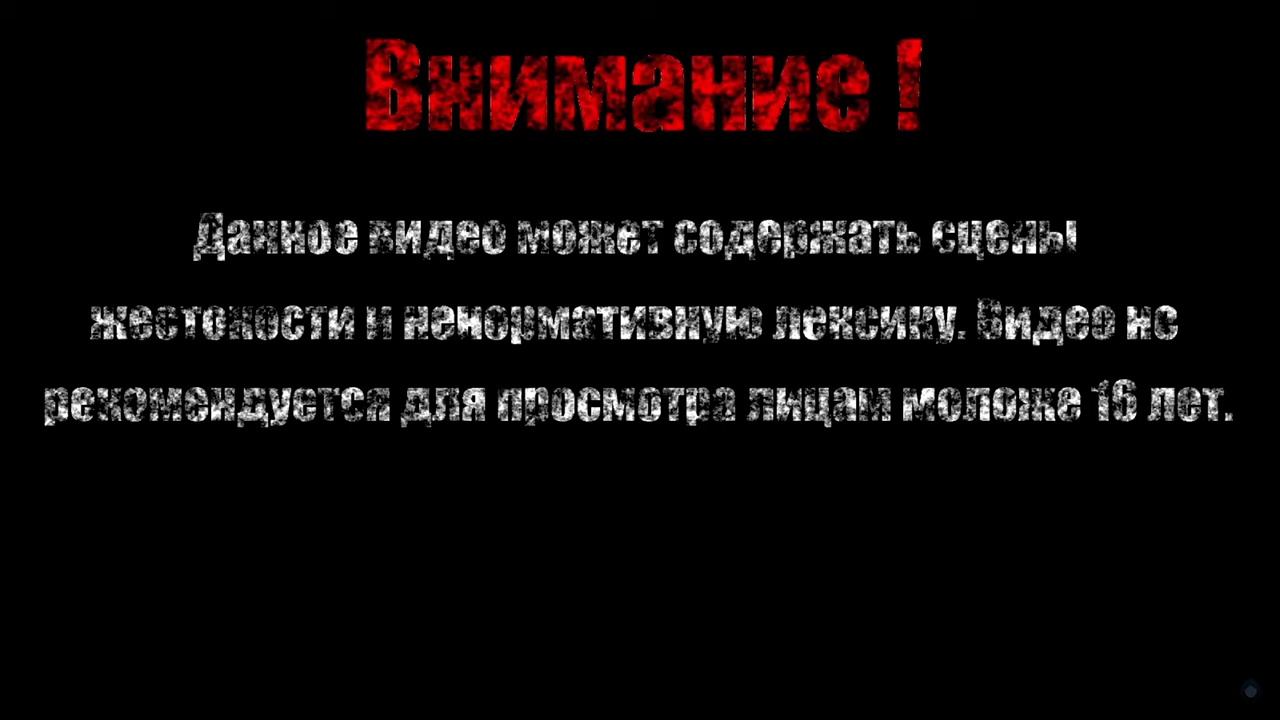 Внимание !
Данное видео может содержать сцены
жестокости и ненормативную лексику. Видео не
рекомендуется для просмотра лицам моложе 16 лет.